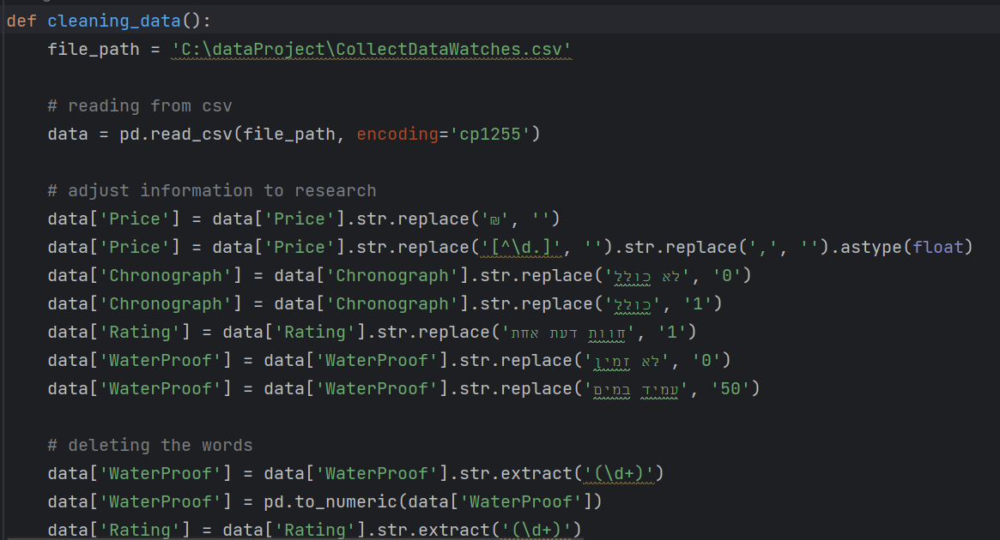 def cleaning_data():
    file_path = 'C:\dataProject\CollectDataWatches.csv'

    # reading from csv
    data = pd.read_csv(file_path, encoding='cp1255')

    # adjust information to research
    data['Price'] = data['Price'].str.replace('₪', '')
    data['Price'] = data['Price'].str.replace('[^\d.]', '').str.replace(',', '').astype(float)
    data['Chronograph'] = data['Chronograph'].str.replace('לא כולל', '0')
    data['Chronograph'] = data['Chronograph'].str.replace('כולל', '1')
    data['Rating'] = data['Rating'].str.replace('חוות דעת אחת', '1')
    data['WaterProof'] = data['WaterProof'].str.replace('לא זמין', '0')
    data['WaterProof'] = data['WaterProof'].str.replace('עמיד במים', '50')

    # deleting the words
    data['WaterProof'] = data['WaterProof'].str.extract('(\d+)')
    data['WaterProof'] = pd.to_numeric(data['WaterProof'])
    data['Rating'] = data['Rating'].str.extract('(\d+)')